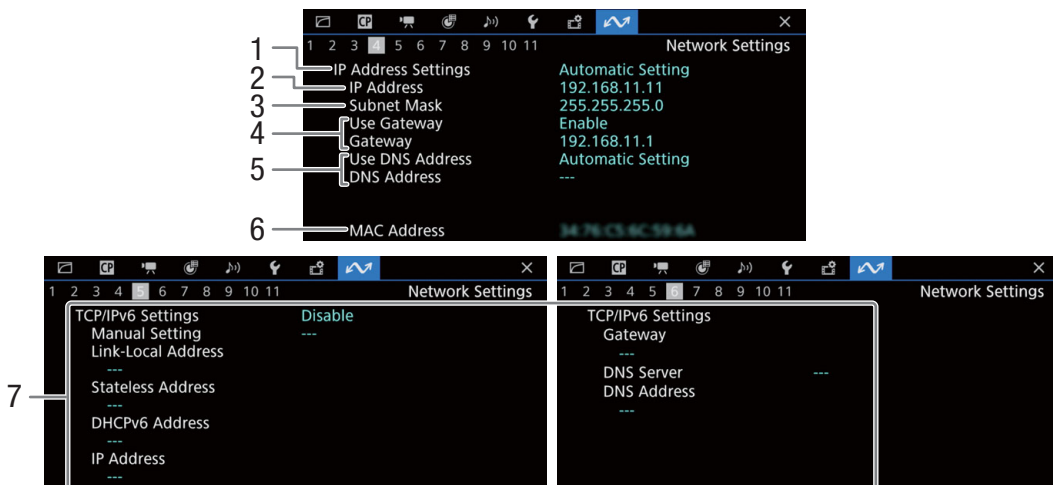 CP
1 2 3 4 5 6 7 8 9 10 11 Network Settings
1 IP Address Settings Automatic Setting
2 IP Address 192.168.11.11
3 Subnet Mask 255.255.255.0
4 Use Gateway Enable
Gateway 192.168.11.1
5 Use DNS Address Automatic Setting
DNS Address ---
6 MAC Address
CP
1 2 3 4 5 6 7 8 9 10 11 Network Settings
7
TCP/IPv6 Settings Disable
Manual Setting ---
Link-Local Address
---
Stateless Address
---
DHCPv6 Address
---
IP Address
---
CP
1 2 3 4 5 6 7 8 9 10 11 Network Settings
TCP/IPv6 Settings
Gateway
---
DNS Server ---
DNS Address
---